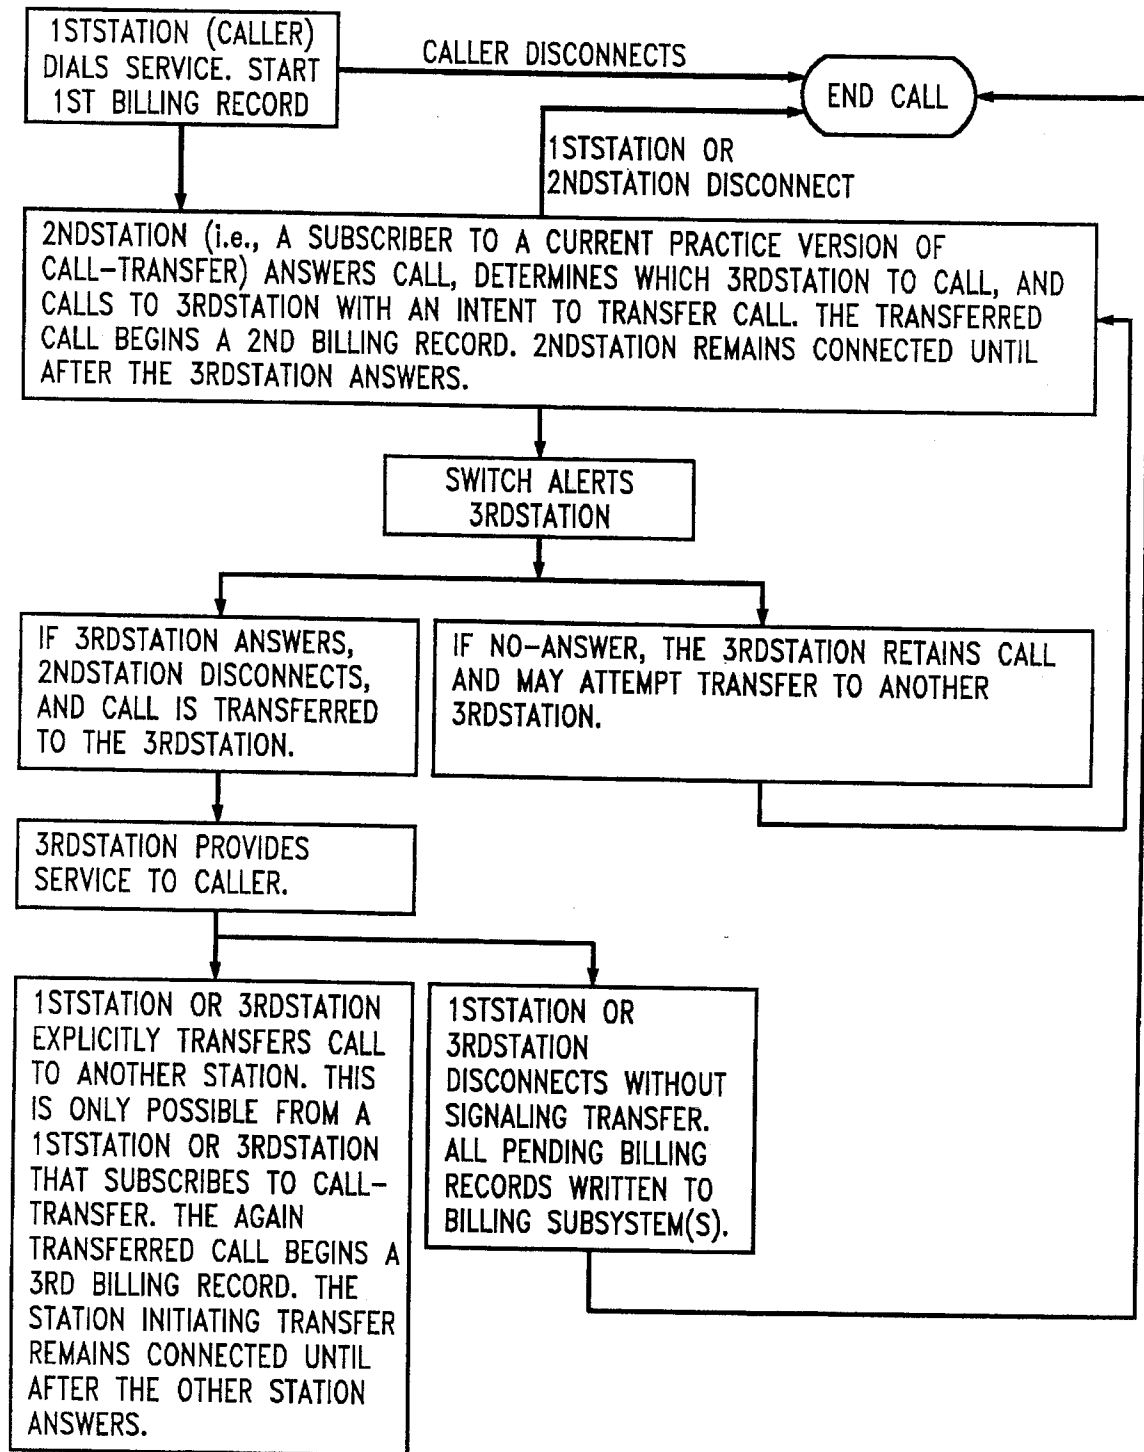 1STSTATION (CALLER)
DIALS SERVICE. START
1ST BILLING RECORD
CALLER DISCONNECTS
END CALL
1STSTATION OR
2NDSTATION DISCONNECT
2NDSTATION (i.e., A SUBSCRIBER TO A CURRENT PRACTICE VERSION OF
CALL-TRANSFER) ANSWERS CALL, DETERMINES WHICH 3RDSTATION TO CALL, AND
CALLS TO 3RDSTATION WITH AN INTENT TO TRANSFER CALL. THE TRANSFERRED
CALL BEGINS A 2ND BILLING RECORD. 2NDSTATION REMAINS CONNECTED UNTIL
AFTER THE 3RDSTATION ANSWERS.
SWITCH ALERTS
3RDSTATION
IF 3RDSTATION ANSWERS,
2NDSTATION DISCONNECTS,
AND CALL IS TRANSFERRED
TO THE 3RDSTATION.
IF NO-ANSWER, THE 3RDSTATION RETAINS CALL
AND MAY ATTEMPT TRANSFER TO ANOTHER
3RDSTATION.
3RDSTATION PROVIDES
SERVICE TO CALLER.
1STSTATION OR 3RDSTATION
EXPLICITLY TRANSFERS CALL
TO ANOTHER STATION. THIS
IS ONLY POSSIBLE FROM A
1STSTATION OR 3RDSTATION
THAT SUBSCRIBES TO CALL-
TRANSFER. THE AGAIN
TRANSFERRED CALL BEGINS A
3RD BILLING RECORD. THE
STATION INITIATING TRANSFER
REMAINS CONNECTED UNTIL
AFTER THE OTHER STATION
ANSWERS.
1STSTATION OR
3RDSTATION
DISCONNECTS WITHOUT
SIGNALING TRANSFER.
ALL PENDING BILLING
RECORDS WRITTEN TO
BILLING SUBSYSTEM(S).